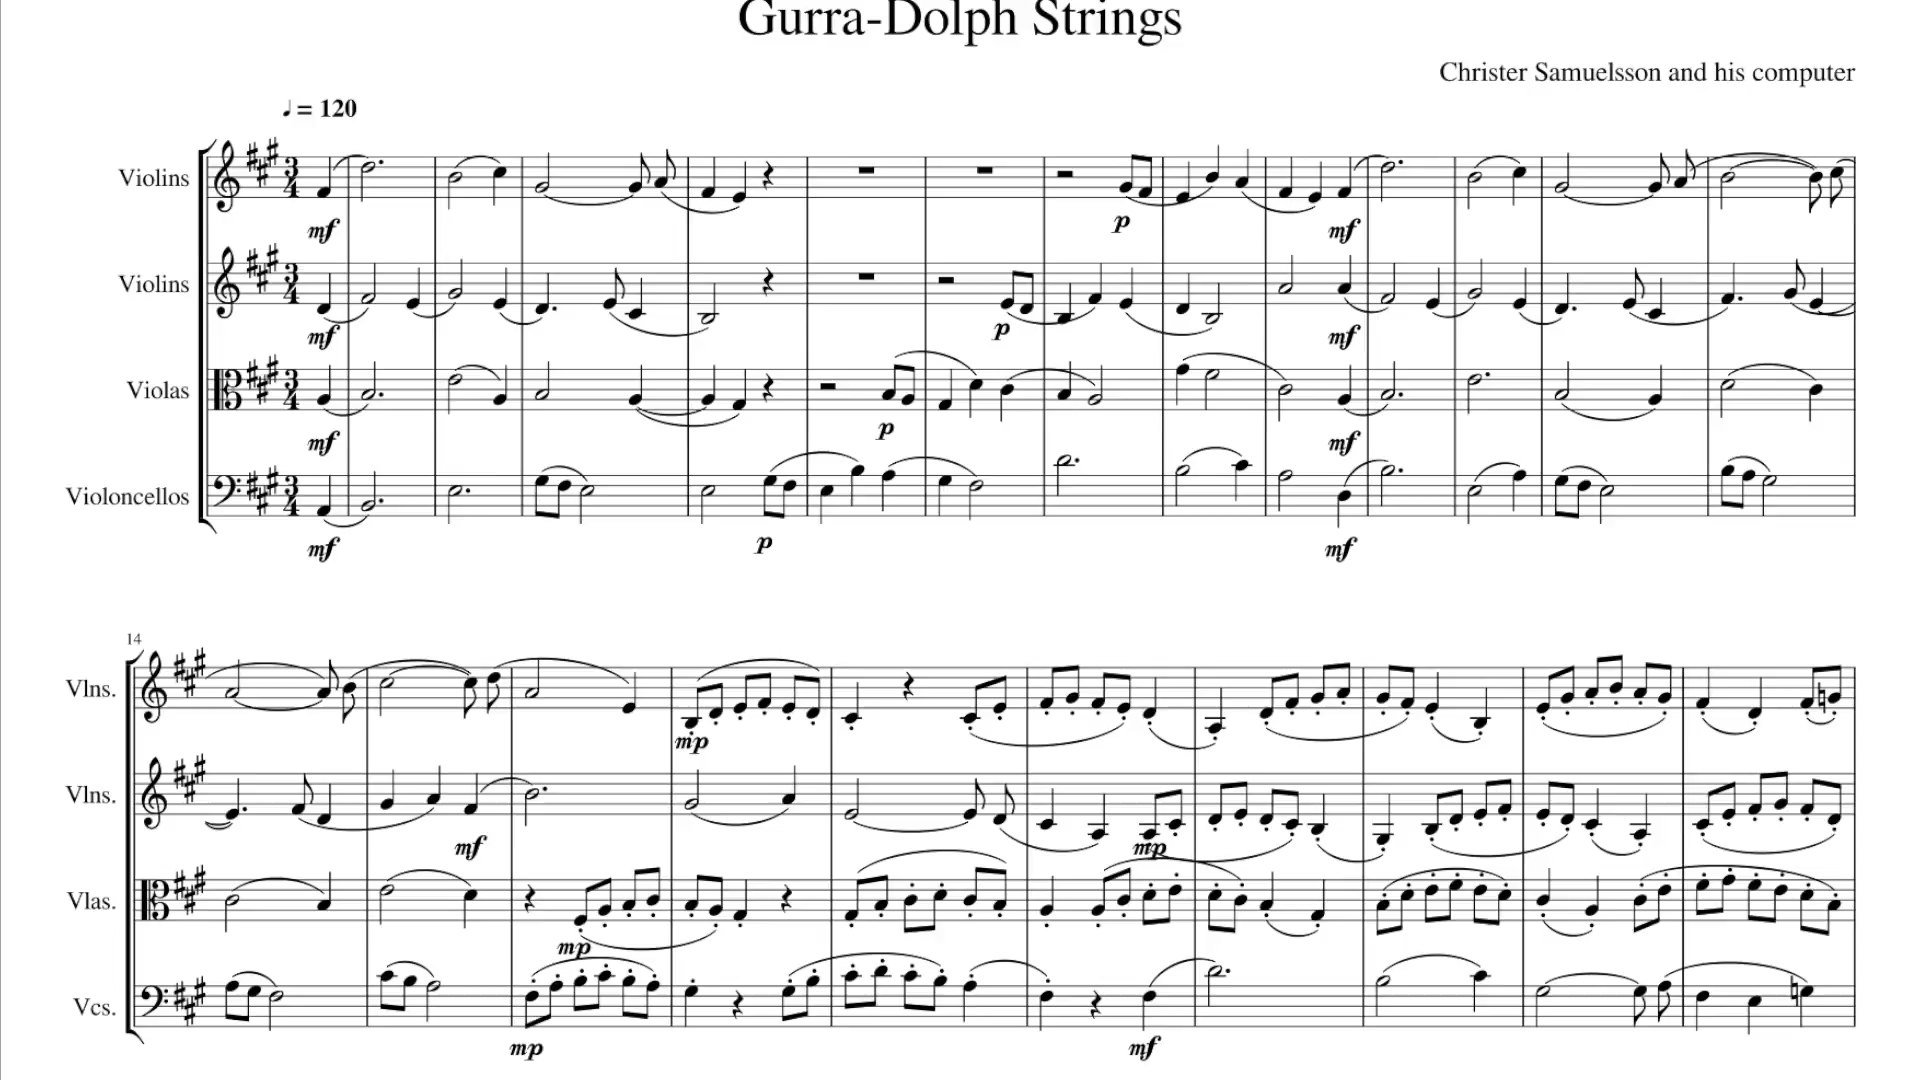 Gurra-Dolph Strings
Christer Samuelsson and his computer
♩ = 120
Violins
3 4
mf
p
mf
Violins
3 4
mf
p
mf
Violas
3 4
mf
p
mf
Violoncellos
3 4
mf
p
mf
14
Vlns.
mp
Vlns.
mf
mp
Vlas.
mp
Vcs.
mp
mf